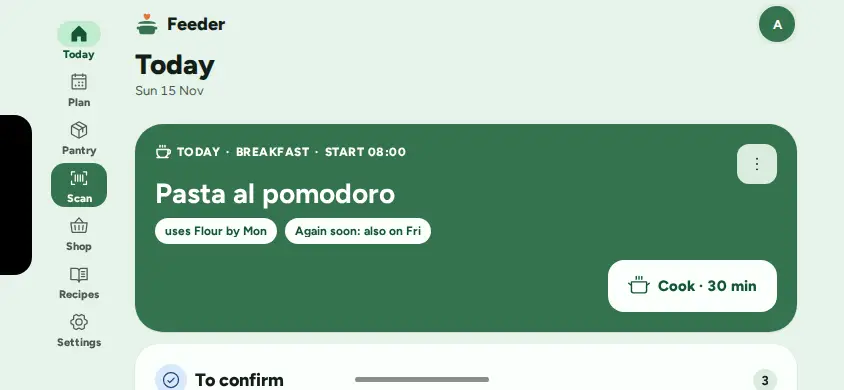 Feeder
A
Today
Sun 15 Nov
Today
Plan
Pantry
Scan
Shop
Recipes
Settings
TODAY · BREAKFAST · START 08:00
Pasta al pomodoro
uses Flour by Mon
Again soon: also on Fri
Cook · 30 min
To confirm
3